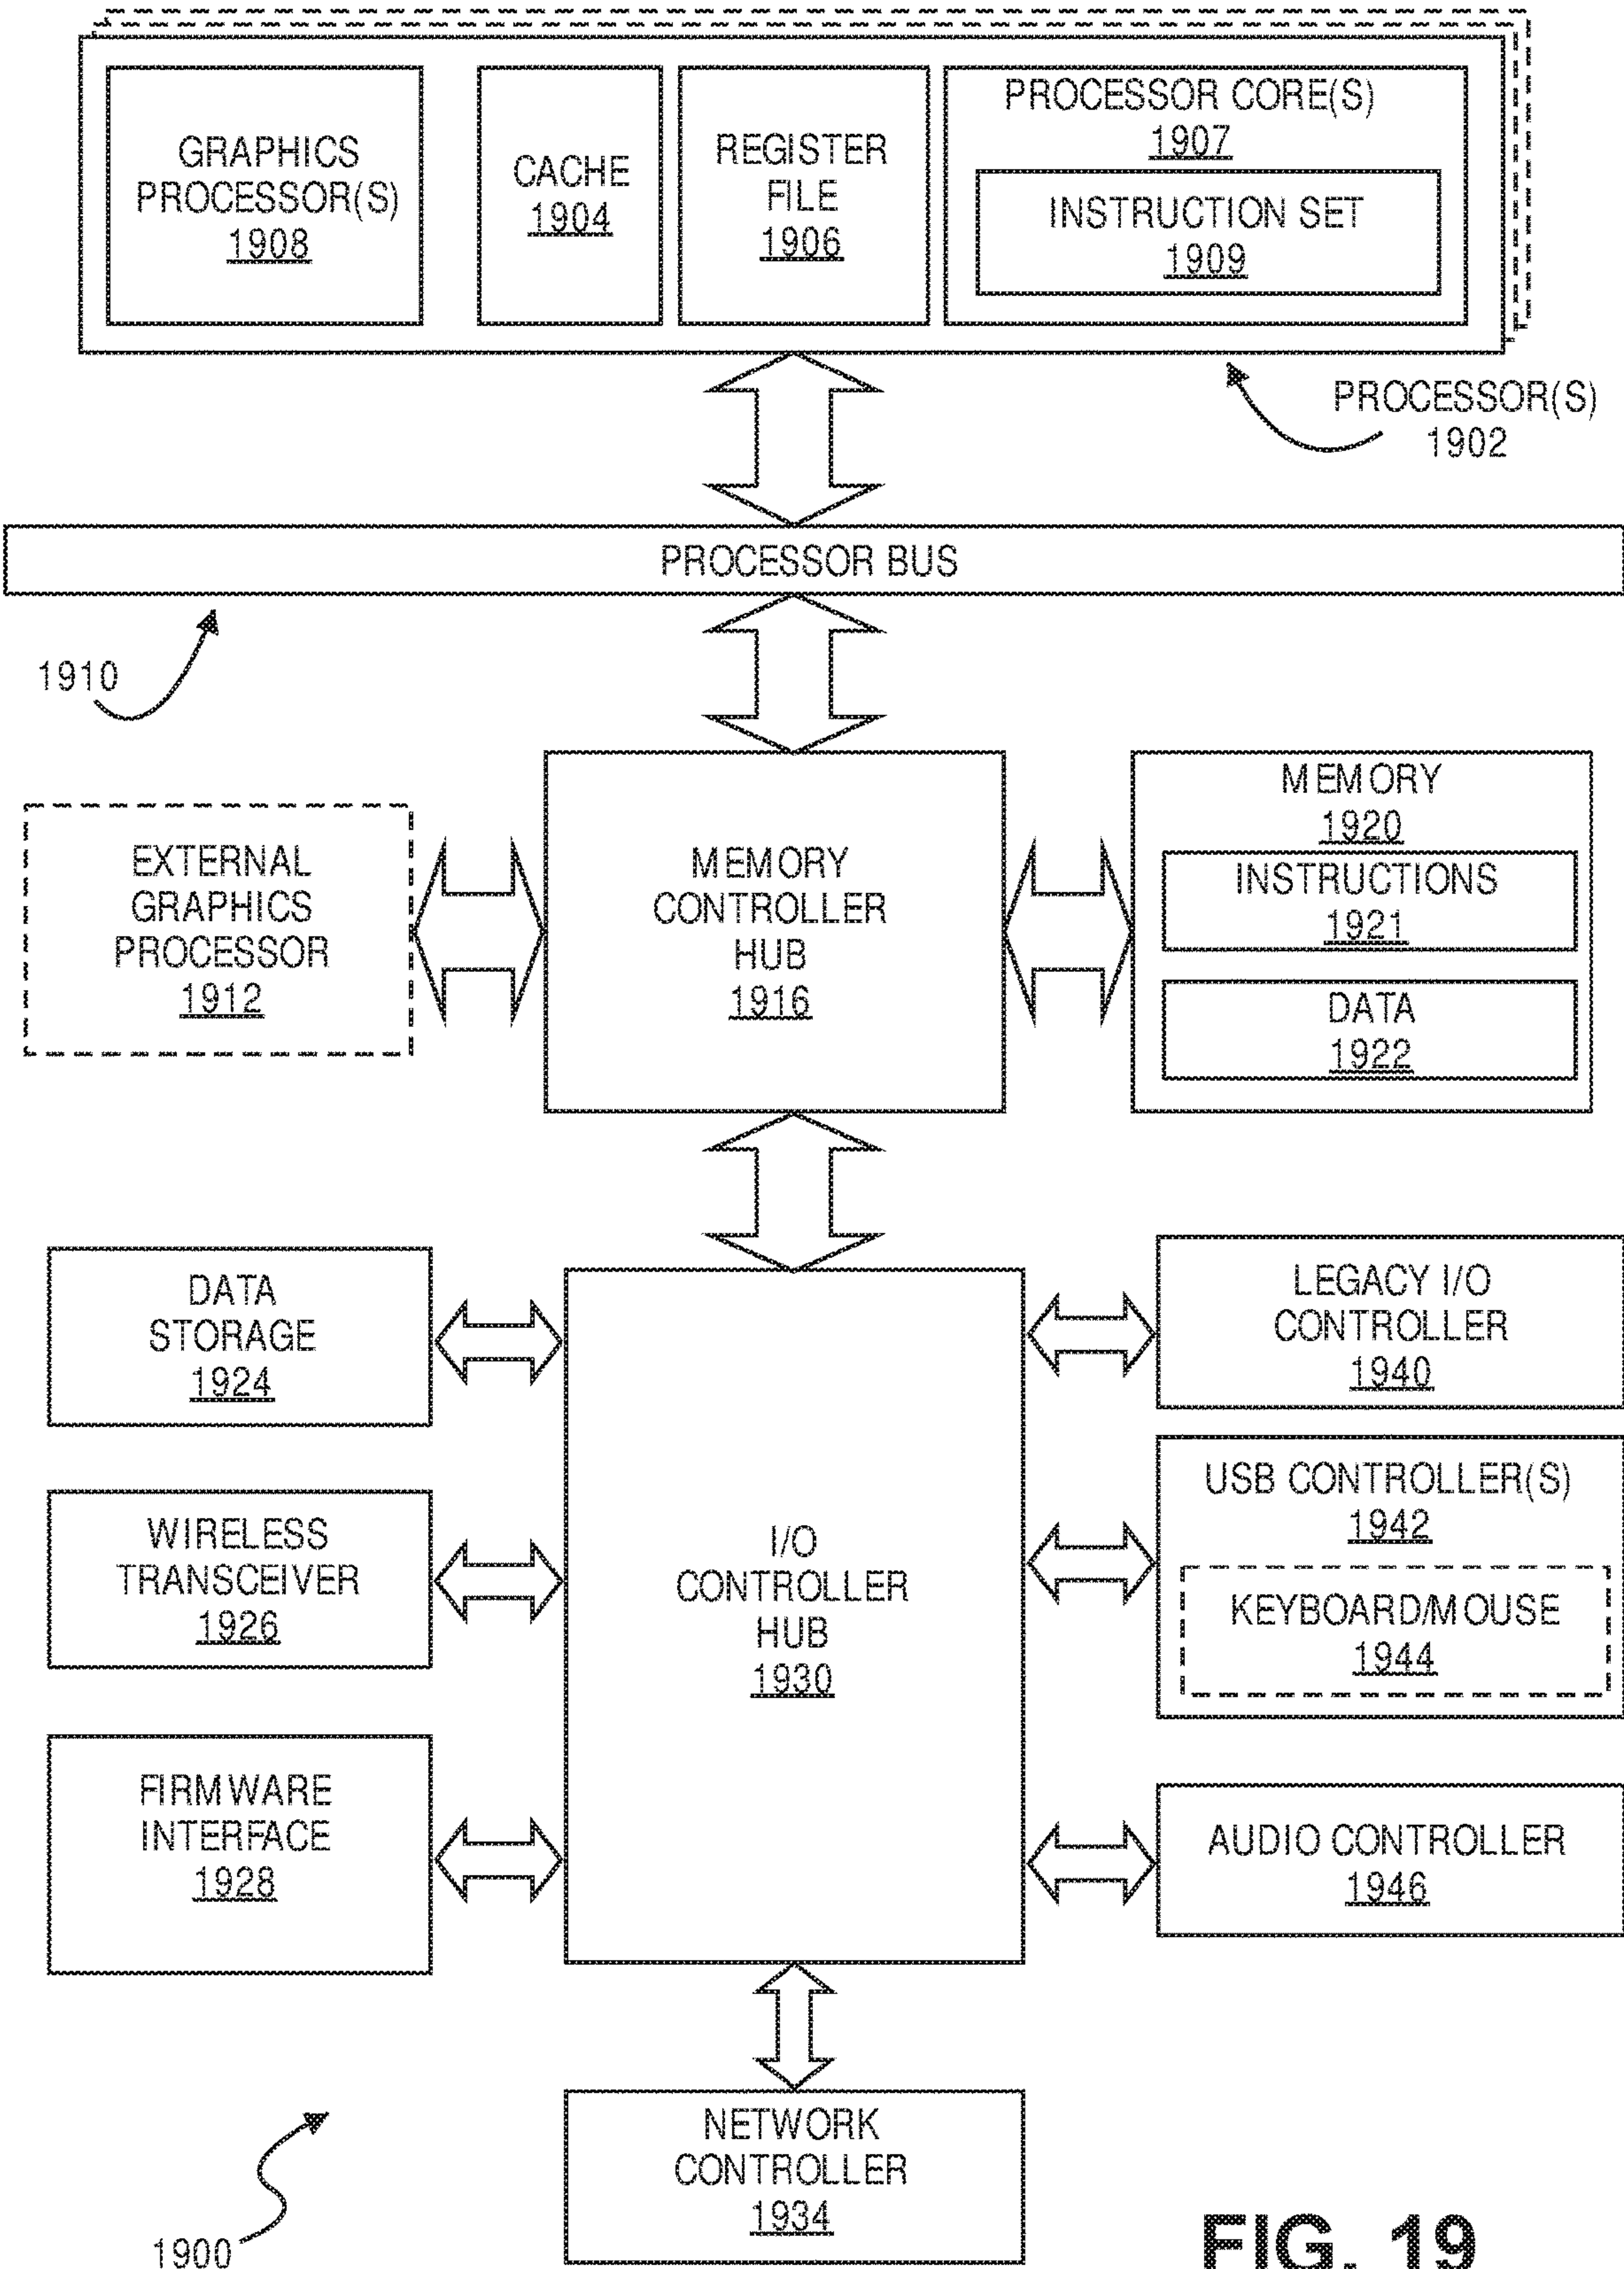 GRAPHICS
PROCESSOR(S)
1908
CACHE
1904
REGISTER
FILE
1906
PROCESSOR CORE(S)
1907
INSTRUCTION SET
1909
PROCESSOR(S)
1902
PROCESSOR BUS
1910
EXTERNAL
GRAPHICS
PROCESSOR
1912
MEMORY
CONTROLLER
HUB
1916
MEMORY
1920
INSTRUCTIONS
1921
DATA
1922
DATA
STORAGE
1924
WIRELESS
TRANSCEIVER
1926
FIRMWARE
INTERFACE
1928
I/O
CONTROLLER
HUB
1930
LEGACY I/O
CONTROLLER
1940
USB CONTROLLER(S)
1942
KEYBOARD/MOUSE
1944
AUDIO CONTROLLER
1946
NETWORK
CONTROLLER
1934
1900
FIG. 19